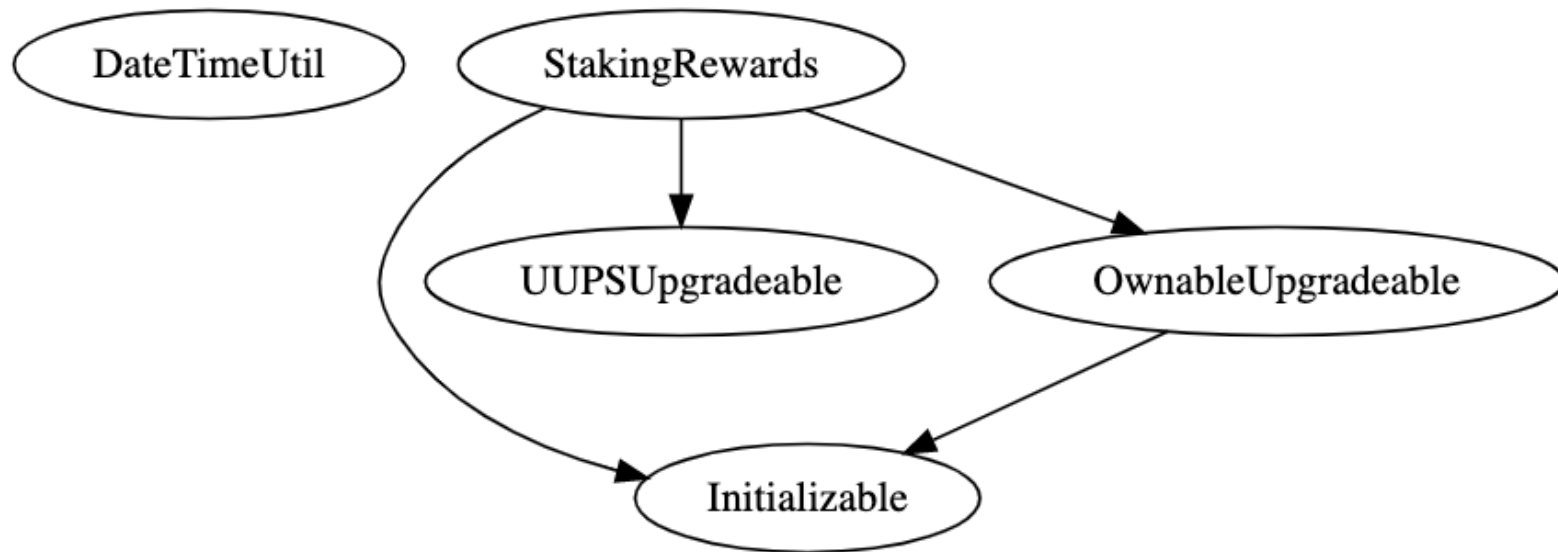 DateTimeUtil
StakingRewards
UUPSUpgradeable
OwnableUpgradeable
Initializable